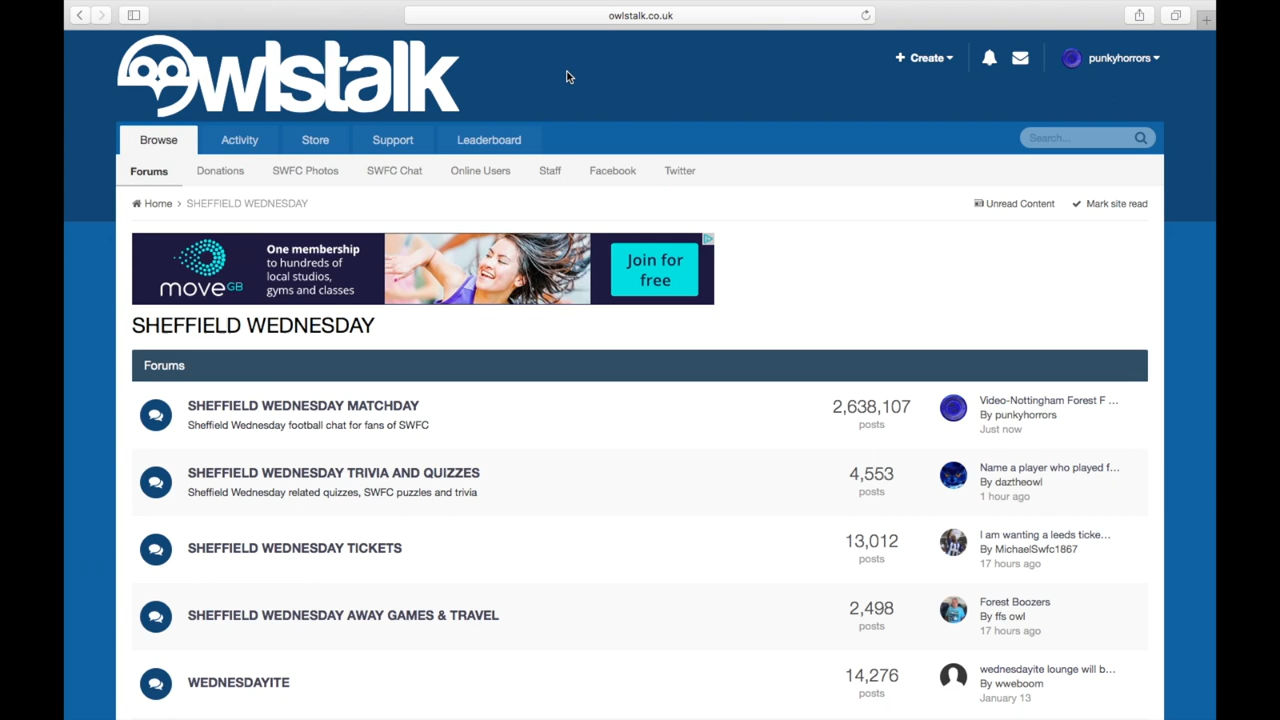 owlstalk.co.uk
owlstalk
Create
punkyhorrors
Browse
Activity
Store
Support
Leaderboard
Search...
Forums
Donations
SWFC Photos
SWFC Chat
Online Users
Staff
Facebook
Twitter
Home > SHEFFIELD WEDNESDAY
Unread Content
Mark site read
moveGB
One membership
to hundreds of
local studios,
gyms and classes
Join for
free
SHEFFIELD WEDNESDAY
Forums
SHEFFIELD WEDNESDAY MATCHDAY
Sheffield Wednesday football chat for fans of SWFC
2,638,107
posts
Video-Nottingham Forest F ...
By punkyhorrors
Just now
SHEFFIELD WEDNESDAY TRIVIA AND QUIZZES
Sheffield Wednesday related quizzes, SWFC puzzles and trivia
4,553
posts
Name a player who played f...
By daztheowl
1 hour ago
SHEFFIELD WEDNESDAY TICKETS
13,012
posts
I am wanting a leeds ticke...
By MichaelSwfc1867
17 hours ago
SHEFFIELD WEDNESDAY AWAY GAMES & TRAVEL
2,498
posts
Forest Boozers
By ffs owl
17 hours ago
WEDNESDAYITE
14,276
posts
wednesdayite lounge will b...
By wweboom
January 13